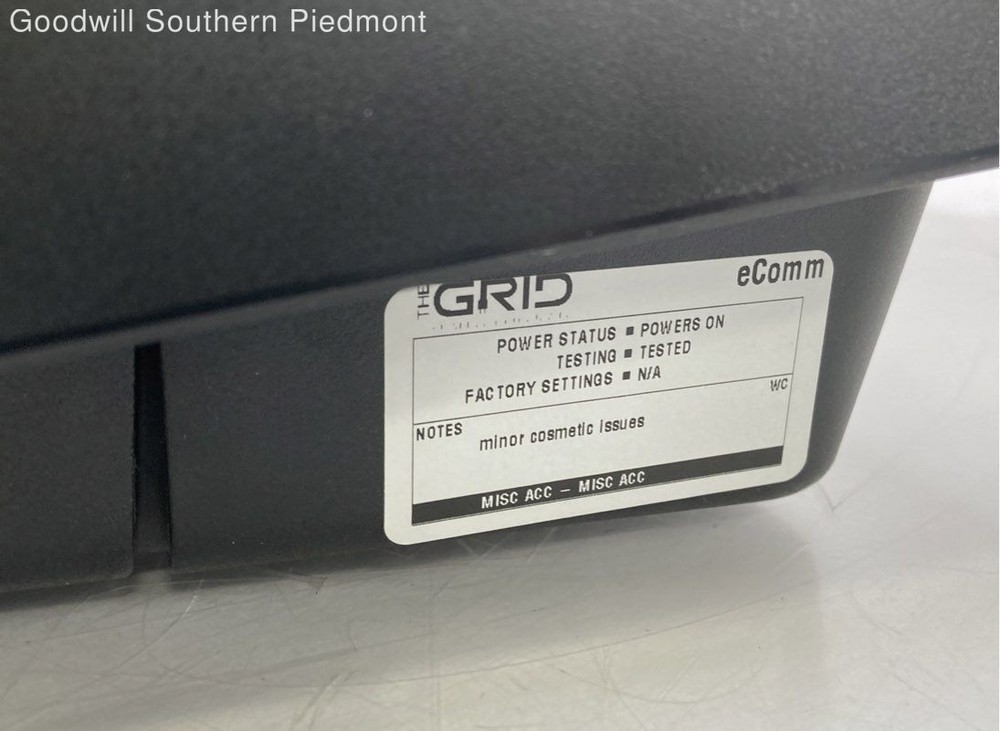 Goodwill Southern Piedmont
THE GRID
eComm
POWER STATUS ▪ POWERS ON
TESTING ▪ TESTED
FACTORY SETTINGS ▪ N/A
WC
NOTES
minor cosmetic issues
MISC ACC – MISC ACC